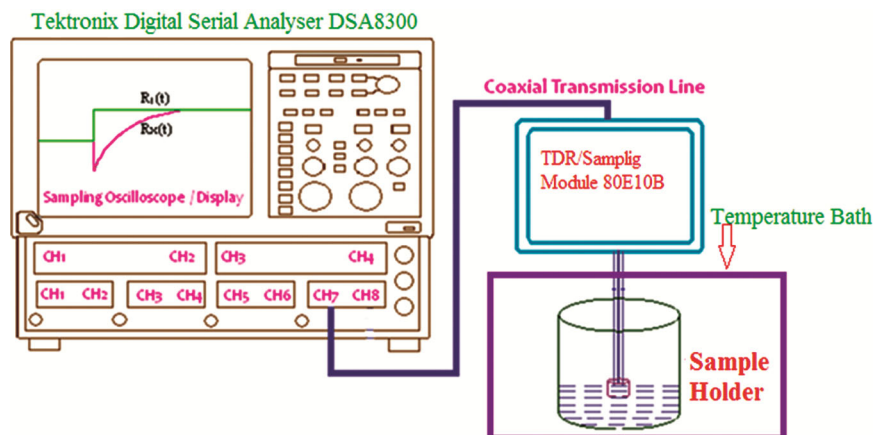 Tektronix Digital Serial Analyser DSA8300
R₁(t)
Rx(t)
Sampling Oscilloscope / Display
CH1 CH2 CH3 CH4
CH1 CH2 CH3 CH4 CH5 CH6 CH7 CH8
Coaxial Transmission Line
TDR/Samplig
Module 80E10B
Temperature Bath
Sample
Holder